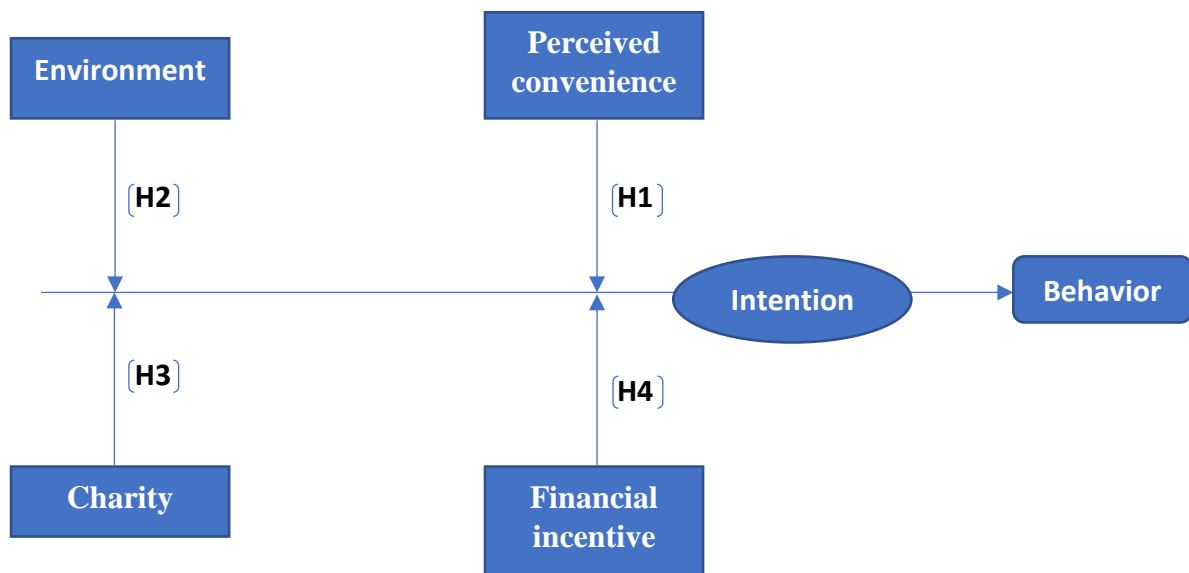 Environment
Perceived
convenience
[H2]
[H1]
Intention
Behavior
[H3]
[H4]
Charity
Financial
incentive